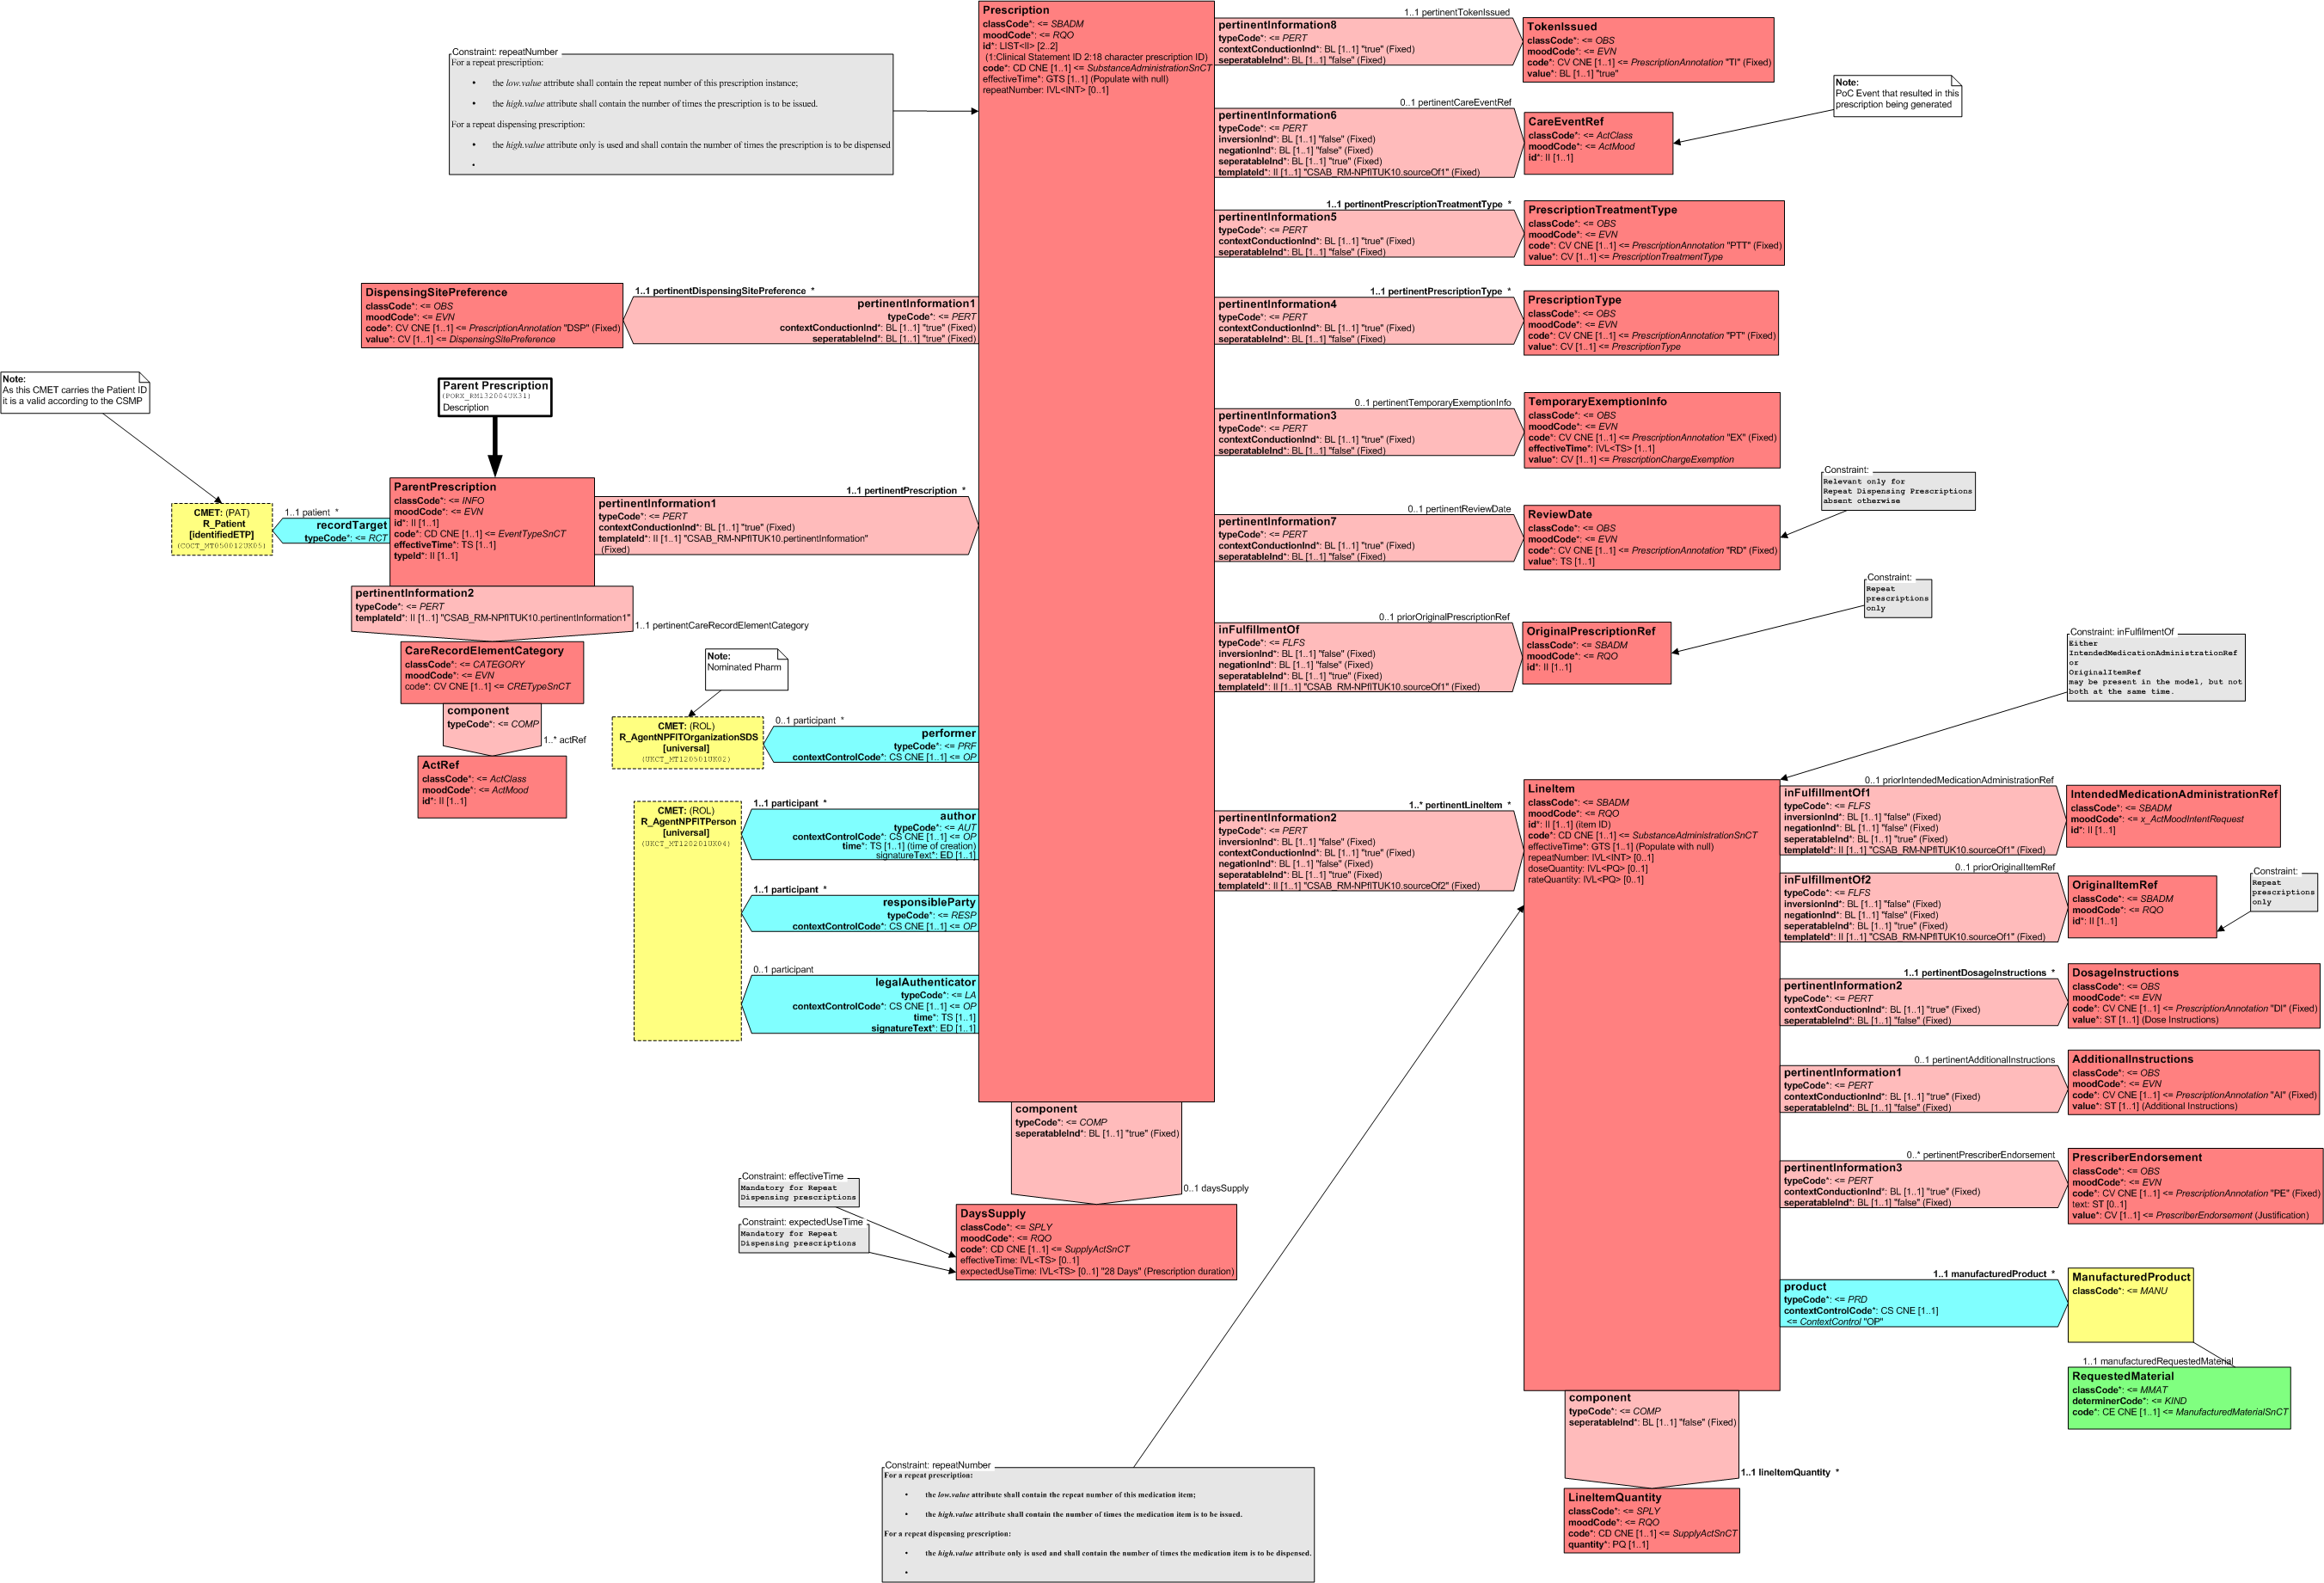 Prescription
classCode*: <= SBADM
moodCode*: <= RQO
id*: LIST<II> [2..2]
(1:Clinical Statement ID 2:18 character prescription ID)
code*: CD CNE [1..1] <= SubstanceAdministrationSnCT
effectiveTime*: GTS [1..1] (Populate with null)
repeatNumber: IVL<INT> [0..1]
Constraint: repeatNumber
For a repeat prescription:
• the low.value attribute shall contain the repeat number of this prescription instance;
• the high.value attribute shall contain the number of times the prescription is to be issued.
For a repeat dispensing prescription:
• the high.value attribute only is used and shall contain the number of times the prescription is to be dispensed
•
1..1 pertinentTokenIssued
pertinentInformation8
typeCode*: <= PERT
contextConductionInd*: BL [1..1] "true" (Fixed)
seperatableInd*: BL [1..1] "false" (Fixed)
TokenIssued
classCode*: <= OBS
moodCode*: <= EVN
code*: CV CNE [1..1] <= PrescriptionAnnotation "TI" (Fixed)
value*: BL [1..1] "true"
Note:
PoC Event that resulted in this
prescription being generated
0..1 pertinentCareEventRef
pertinentInformation6
typeCode*: <= PERT
inversionInd*: BL [1..1] "false" (Fixed)
negationInd*: BL [1..1] "false" (Fixed)
seperatableInd*: BL [1..1] "true" (Fixed)
templateId*: II [1..1] "CSAB_RM-NPfITUK10.sourceOf1" (Fixed)
CareEventRef
classCode*: <= ActClass
moodCode*: <= ActMood
id*: II [1..1]
1..1 pertinentPrescriptionTreatmentType *
pertinentInformation5
typeCode*: <= PERT
contextConductionInd*: BL [1..1] "true" (Fixed)
seperatableInd*: BL [1..1] "false" (Fixed)
PrescriptionTreatmentType
classCode*: <= OBS
moodCode*: <= EVN
code*: CV CNE [1..1] <= PrescriptionAnnotation "PTT" (Fixed)
value*: CV [1..1] <= PrescriptionTreatmentType
DispensingSitePreference
classCode*: <= OBS
moodCode*: <= EVN
code*: CV CNE [1..1] <= PrescriptionAnnotation "DSP" (Fixed)
value*: CV [1..1] <= DispensingSitePreference
1..1 pertinentDispensingSitePreference *
pertinentInformation1
typeCode*: <= PERT
contextConductionInd*: BL [1..1] "true" (Fixed)
seperatableInd*: BL [1..1] "true" (Fixed)
1..1 pertinentPrescriptionType *
pertinentInformation4
typeCode*: <= PERT
contextConductionInd*: BL [1..1] "true" (Fixed)
seperatableInd*: BL [1..1] "false" (Fixed)
PrescriptionType
classCode*: <= OBS
moodCode*: <= EVN
code*: CV CNE [1..1] <= PrescriptionAnnotation "PT" (Fixed)
value*: CV [1..1] <= PrescriptionType
Note:
As this CMET carries the Patient ID
it is a valid according to the CSMP
Parent Prescription
(PORX_RM132004UK31)
Description
0..1 pertinentTemporaryExemptionInfo
pertinentInformation3
typeCode*: <= PERT
contextConductionInd*: BL [1..1] "true" (Fixed)
seperatableInd*: BL [1..1] "false" (Fixed)
TemporaryExemptionInfo
classCode*: <= OBS
moodCode*: <= EVN
code*: CV CNE [1..1] <= PrescriptionAnnotation "EX" (Fixed)
effectiveTime*: IVL<TS> [1..1]
value*: CV [1..1] <= PrescriptionChargeExemption
CMET: (PAT)
R_Patient
[identifiedETP]
(COCT_MT050012UK05)
1..1 patient *
recordTarget
typeCode*: <= RCT
ParentPrescription
classCode*: <= INFO
moodCode*: <= EVN
id*: II [1..1]
code*: CD CNE [1..1] <= EventTypeSnCT
effectiveTime*: TS [1..1]
typeId*: II [1..1]
1..1 pertinentPrescription *
pertinentInformation1
typeCode*: <= PERT
contextConductionInd*: BL [1..1] "true" (Fixed)
templateId*: II [1..1] "CSAB_RM-NPfITUK10.pertinentInformation"
(Fixed)
Constraint:
Relevant only for
Repeat Dispensing Prescriptions
absent otherwise
0..1 pertinentReviewDate
pertinentInformation7
typeCode*: <= PERT
contextConductionInd*: BL [1..1] "true" (Fixed)
seperatableInd*: BL [1..1] "false" (Fixed)
ReviewDate
classCode*: <= OBS
moodCode*: <= EVN
code*: CV CNE [1..1] <= PrescriptionAnnotation "RD" (Fixed)
value*: TS [1..1]
pertinentInformation2
typeCode*: <= PERT
templateId*: II [1..1] "CSAB_RM-NPfITUK10.pertinentInformation1"
1..1 pertinentCareRecordElementCategory
Constraint:
Repeat
prescriptions
only
0..1 priorOriginalPrescriptionRef
inFulfillmentOf
typeCode*: <= FLFS
inversionInd*: BL [1..1] "false" (Fixed)
negationInd*: BL [1..1] "false" (Fixed)
seperatableInd*: BL [1..1] "true" (Fixed)
templateId*: II [1..1] "CSAB_RM-NPfITUK10.sourceOf1" (Fixed)
OriginalPrescriptionRef
classCode*: <= SBADM
moodCode*: <= RQO
id*: II [1..1]
Constraint: inFulfilmentOf
Either
IntendedMedicationAdministrationRef
or
OriginalItemRef
may be present in the model, but not
both at the same time.
CareRecordElementCategory
classCode*: <= CATEGORY
moodCode*: <= EVN
code*: CV CNE [1..1] <= CRETypeSnCT
Note:
Nominated Pharm
component
typeCode*: <= COMP
1..* actRef
ActRef
classCode*: <= ActClass
moodCode*: <= ActMood
id*: II [1..1]
CMET: (ROL)
R_AgentNPFITOrganizationSDS
[universal]
(UKCT_MT120501UK02)
0..1 participant *
performer
typeCode*: <= PRF
contextControlCode*: CS CNE [1..1] <= OP
CMET: (ROL)
R_AgentNPFITPerson
[universal]
(UKCT_MT120201UK04)
1..1 participant *
author
typeCode*: <= AUT
contextControlCode*: CS CNE [1..1] <= OP
time*: TS [1..1] (time of creation)
signatureText*: ED [1..1]
1..1 participant *
responsibleParty
typeCode*: <= RESP
contextControlCode*: CS CNE [1..1] <= OP
0..1 participant
legalAuthenticator
typeCode*: <= LA
contextControlCode*: CS CNE [1..1] <= OP
time*: TS [1..1]
signatureText*: ED [1..1]
1..* pertinentLineItem *
pertinentInformation2
typeCode*: <= PERT
inversionInd*: BL [1..1] "false" (Fixed)
contextConductionInd*: BL [1..1] "true" (Fixed)
negationInd*: BL [1..1] "false" (Fixed)
seperatableInd*: BL [1..1] "true" (Fixed)
templateId*: II [1..1] "CSAB_RM-NPfITUK10.sourceOf2" (Fixed)
LineItem
classCode*: <= SBADM
moodCode*: <= RQO
id*: II [1..1] (item ID)
code*: CD CNE [1..1] <= SubstanceAdministrationSnCT
effectiveTime*: GTS [1..1] (Populate with null)
repeatNumber: IVL<INT> [0..1]
doseQuantity: IVL<PQ> [0..1]
rateQuantity: IVL<PQ> [0..1]
0..1 priorIntendedMedicationAdministrationRef
inFulfillmentOf1
typeCode*: <= FLFS
inversionInd*: BL [1..1] "false" (Fixed)
negationInd*: BL [1..1] "false" (Fixed)
seperatableInd*: BL [1..1] "true" (Fixed)
templateId*: II [1..1] "CSAB_RM-NPfITUK10.sourceOf1" (Fixed)
IntendedMedicationAdministrationRef
classCode*: <= SBADM
moodCode*: <= x_ActMoodIntentRequest
id*: II [1..1]
0..1 priorOriginalItemRef
inFulfillmentOf2
typeCode*: <= FLFS
inversionInd*: BL [1..1] "false" (Fixed)
negationInd*: BL [1..1] "false" (Fixed)
seperatableInd*: BL [1..1] "true" (Fixed)
templateId*: II [1..1] "CSAB_RM-NPfITUK10.sourceOf1" (Fixed)
OriginalItemRef
classCode*: <= SBADM
moodCode*: <= RQO
id*: II [1..1]
Constraint:
Repeat
prescriptions
only
1..1 pertinentDosageInstructions *
pertinentInformation2
typeCode*: <= PERT
contextConductionInd*: BL [1..1] "true" (Fixed)
seperatableInd*: BL [1..1] "false" (Fixed)
DosageInstructions
classCode*: <= OBS
moodCode*: <= EVN
code*: CV CNE [1..1] <= PrescriptionAnnotation "DI" (Fixed)
value*: ST [1..1] (Dose Instructions)
0..1 pertinentAdditionalInstructions
pertinentInformation1
typeCode*: <= PERT
contextConductionInd*: BL [1..1] "true" (Fixed)
seperatableInd*: BL [1..1] "false" (Fixed)
AdditionalInstructions
classCode*: <= OBS
moodCode*: <= EVN
code*: CV CNE [1..1] <= PrescriptionAnnotation "AI" (Fixed)
value*: ST [1..1] (Additional Instructions)
component
typeCode*: <= COMP
seperatableInd*: BL [1..1] "true" (Fixed)
0..1 daysSupply
0..* pertinentPrescriberEndorsement
pertinentInformation3
typeCode*: <= PERT
contextConductionInd*: BL [1..1] "true" (Fixed)
seperatableInd*: BL [1..1] "false" (Fixed)
PrescriberEndorsement
classCode*: <= OBS
moodCode*: <= EVN
code*: CV CNE [1..1] <= PrescriptionAnnotation "PE" (Fixed)
text: ST [0..1]
value*: CV [1..1] <= PrescriberEndorsement (Justification)
Constraint: effectiveTime
Mandatory for Repeat
Dispensing prescriptions
Constraint: expectedUseTime
Mandatory for Repeat
Dispensing prescriptions
DaysSupply
classCode*: <= SPLY
moodCode*: <= RQO
code*: CD CNE [1..1] <= SupplyActSnCT
effectiveTime: IVL<TS> [0..1]
expectedUseTime: IVL<TS> [0..1] "28 Days" (Prescription duration)
1..1 manufacturedProduct *
product
typeCode*: <= PRD
contextControlCode*: CS CNE [1..1]
<= ContextControl "OP"
ManufacturedProduct
classCode*: <= MANU
1..1 manufacturedRequestedMaterial
RequestedMaterial
classCode*: <= MMAT
determinerCode*: <= KIND
code*: CE CNE [1..1] <= ManufacturedMaterialSnCT
component
typeCode*: <= COMP
seperatableInd*: BL [1..1] "false" (Fixed)
1..1 lineItemQuantity *
LineItemQuantity
classCode*: <= SPLY
moodCode*: <= RQO
code*: CD CNE [1..1] <= SupplyActSnCT
quantity*: PQ [1..1]
Constraint: repeatNumber
For a repeat prescription:
• the low.value attribute shall contain the repeat number of this medication item;
• the high.value attribute shall contain the number of times the medication item is to be issued.
For a repeat dispensing prescription:
• the high.value attribute only is used and shall contain the number of times the medication item is to be dispensed.
•